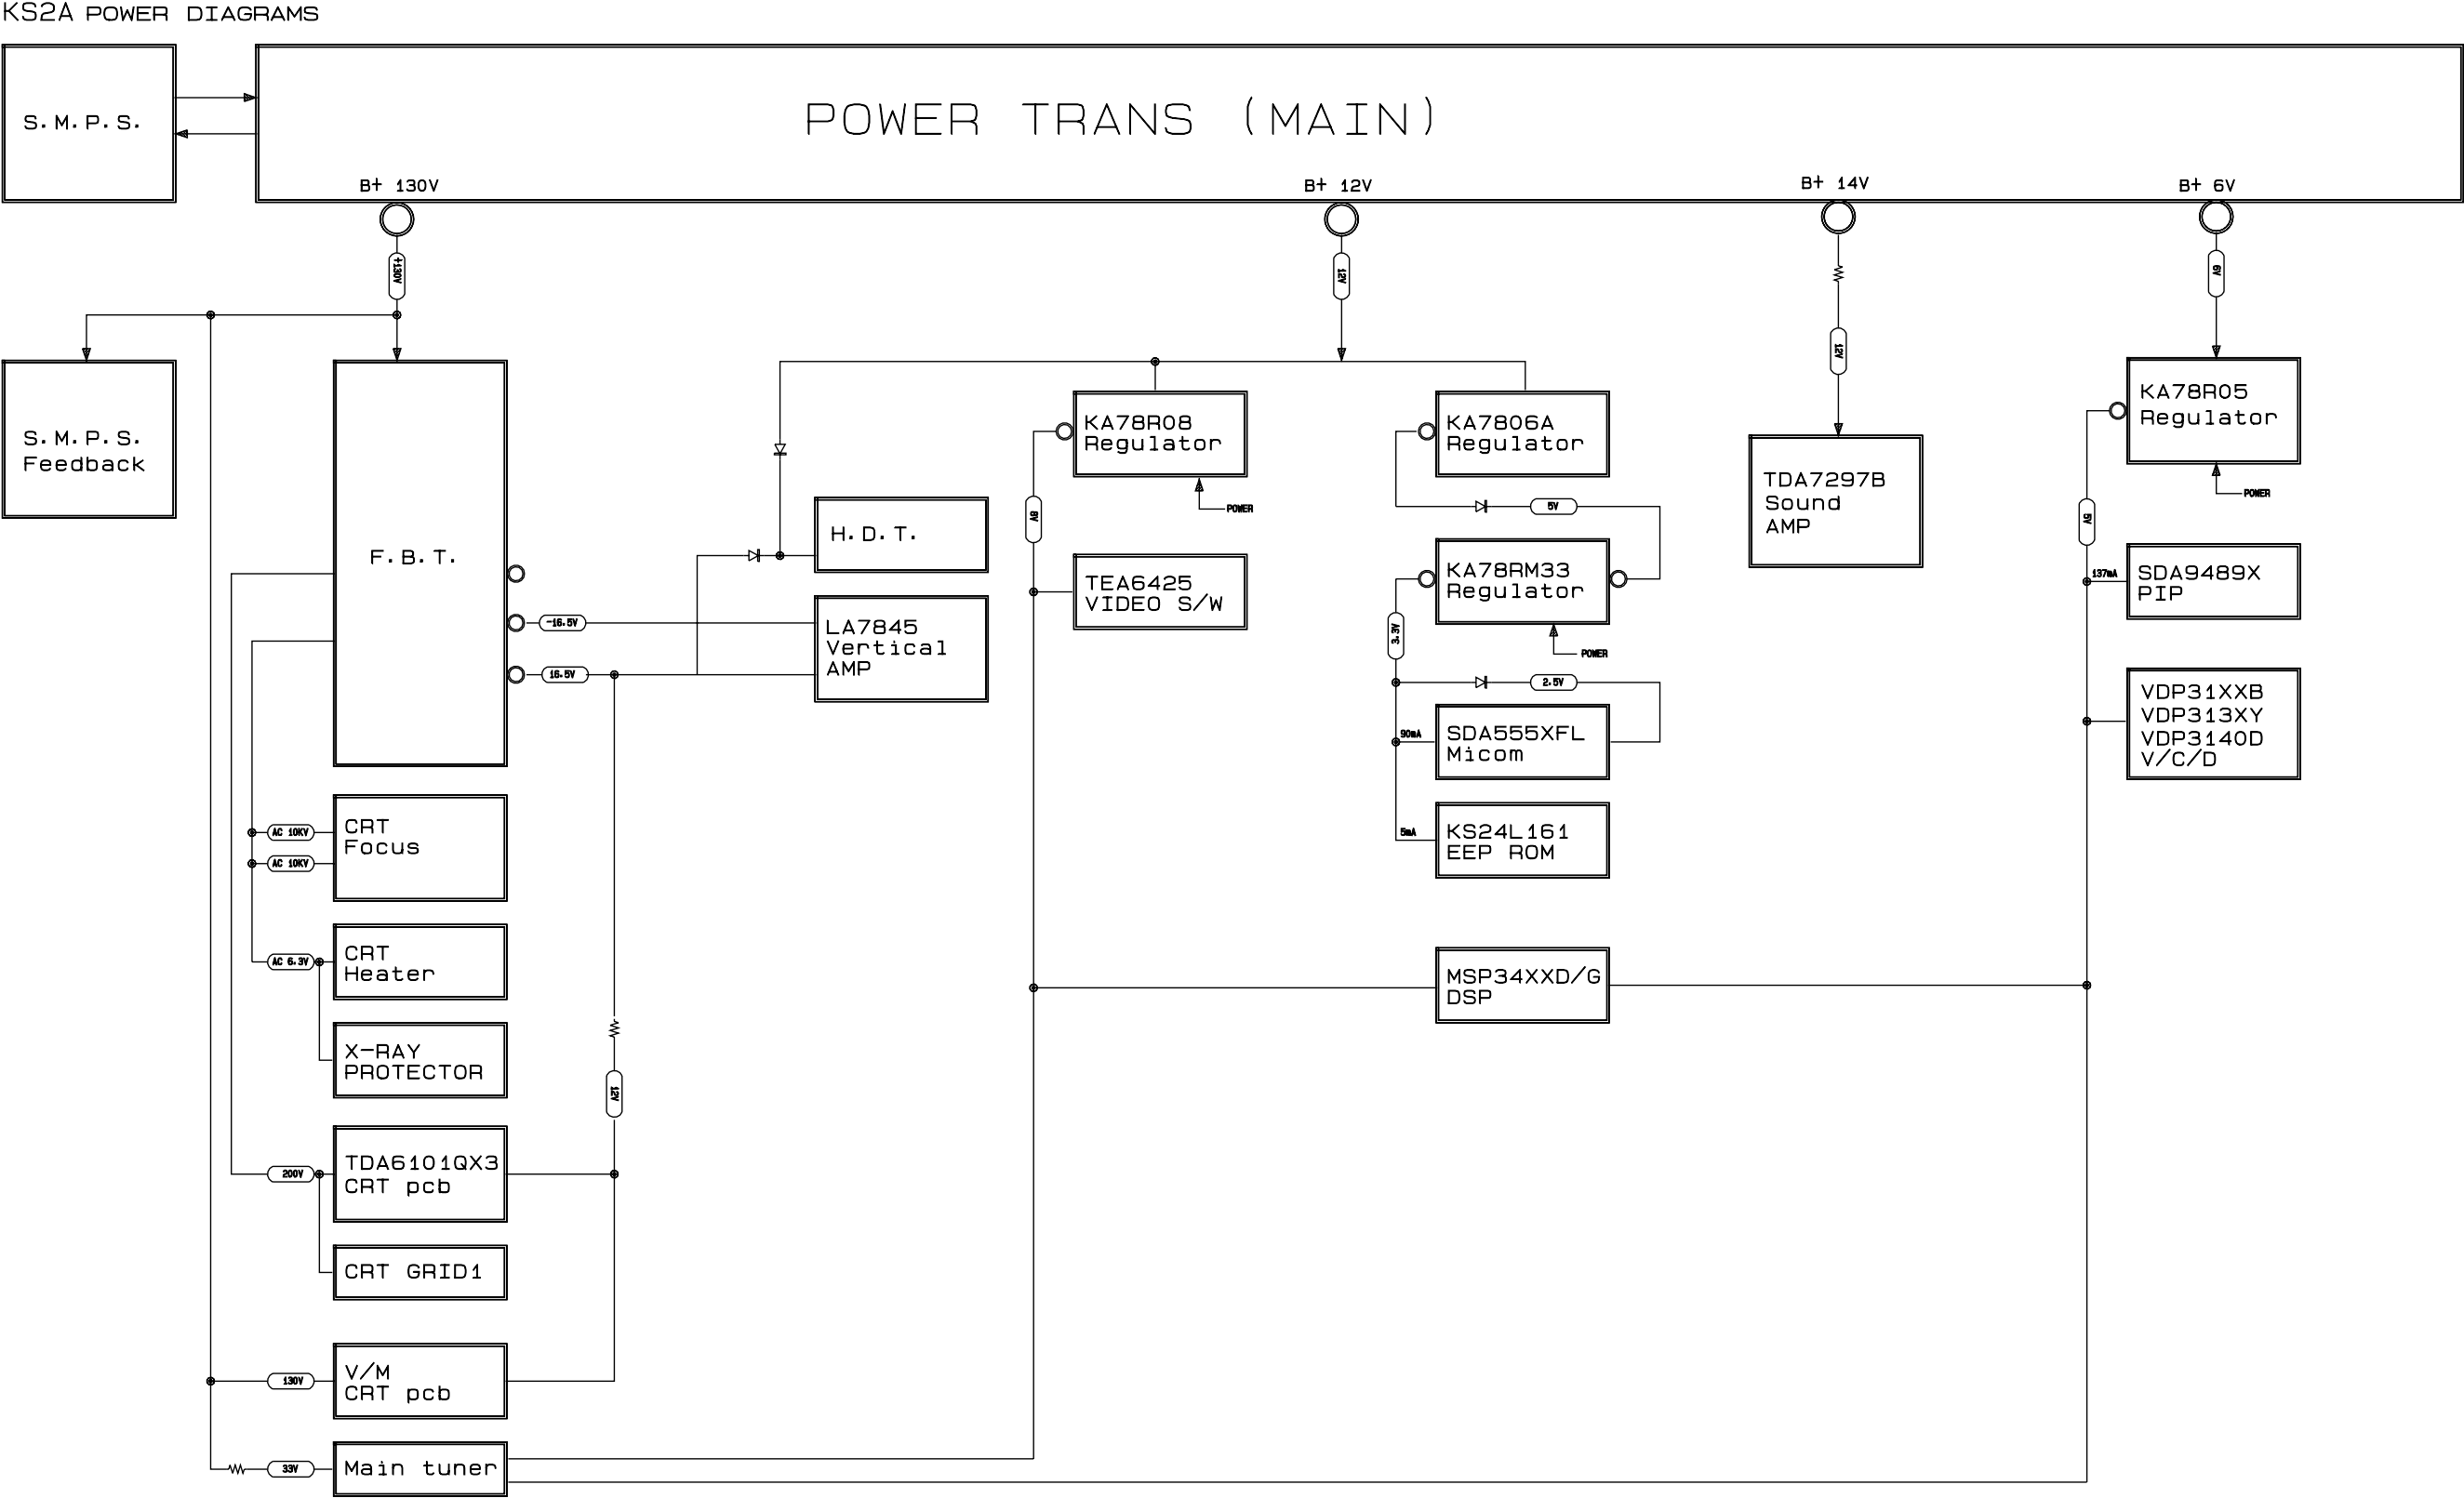 KS2A POWER DIAGRAMS
S.M.P.S.
POWER TRANS (MAIN)
B+ 130V
B+ 12V
B+ 14V
B+ 6V
+130V
12V
6V
12V
S.M.P.S.
Feedback
F.B.T.
H.D.T.
-16.5V
16.5V
LA7845
Vertical
AMP
KA78R08
Regulator
POWER
8V
TEA6425
VIDEO S/W
KA7806A
Regulator
5V
KA78RM33
Regulator
POWER
3.3V
2.5V
90mA
SDA555XFL
Micom
5mA
KS24L161
EEP ROM
MSP34XXD/G
DSP
TDA7297B
Sound
AMP
KA78R05
Regulator
POWER
5V
137mA
SDA9489X
PIP
VDP31XXB
VDP313XY
VDP3140D
V/C/D
AC 10KV
AC 10KV
CRT
Focus
AC 6.3V
CRT
Heater
X-RAY
PROTECTOR
12V
200V
TDA6101QX3
CRT pcb
CRT GRID1
130V
V/M
CRT pcb
33V
Main tuner